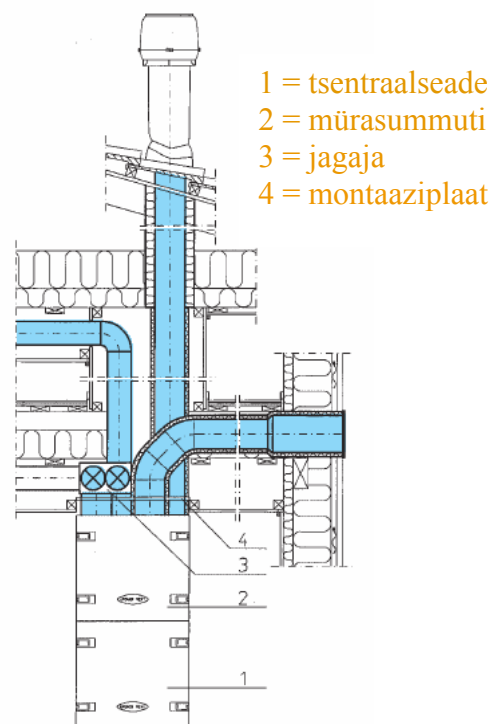 1 = tsentraalseade
2 = mürasummuti
3 = jagaja
4 = montaaziplaat
4
3
2
1